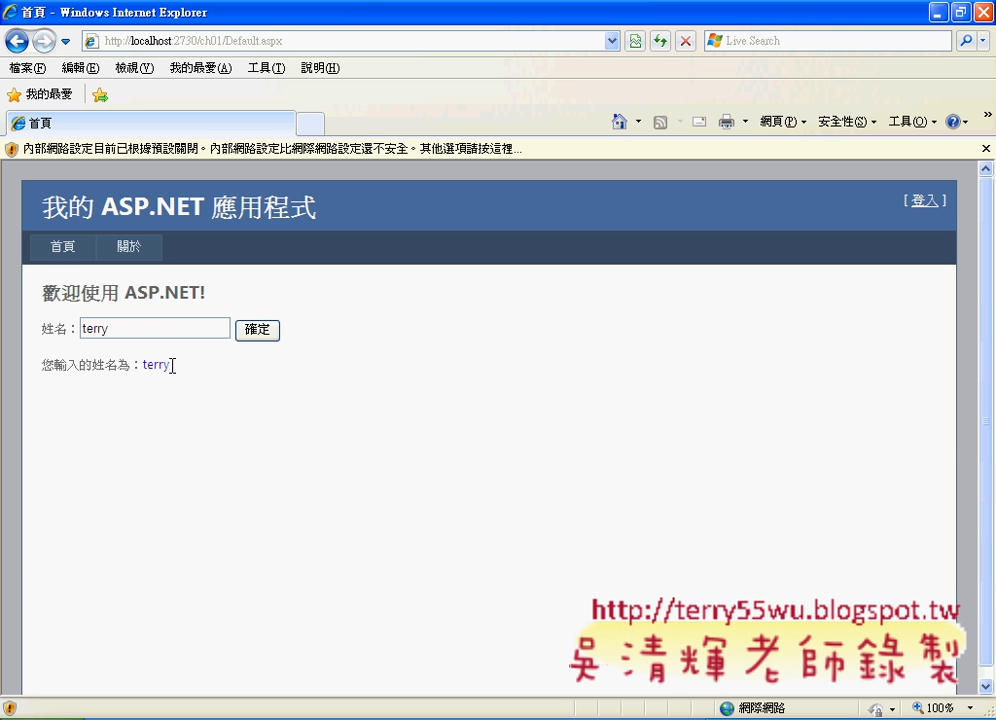 首頁 - Windows Internet Explorer
http://localhost:2730/ch01/Default.aspx
Live Search
檔案(F) 編輯(E) 檢視(V) 我的最愛(A) 工具(T) 說明(H)
我的最愛
首頁
網頁(P) 安全性(S) 工具(O) »
內部網路設定目前已根據預設關閉。內部網路設定比網際網路設定還不安全。其他選項請按這裡...
我的 ASP.NET 應用程式
[ 登入 ]
首頁 關於
歡迎使用 ASP.NET!
姓名：terry 確定
您輸入的姓名為：terry
http://terry55wu.blogspot.tw
吳清輝老師錄製
網際網路 100%